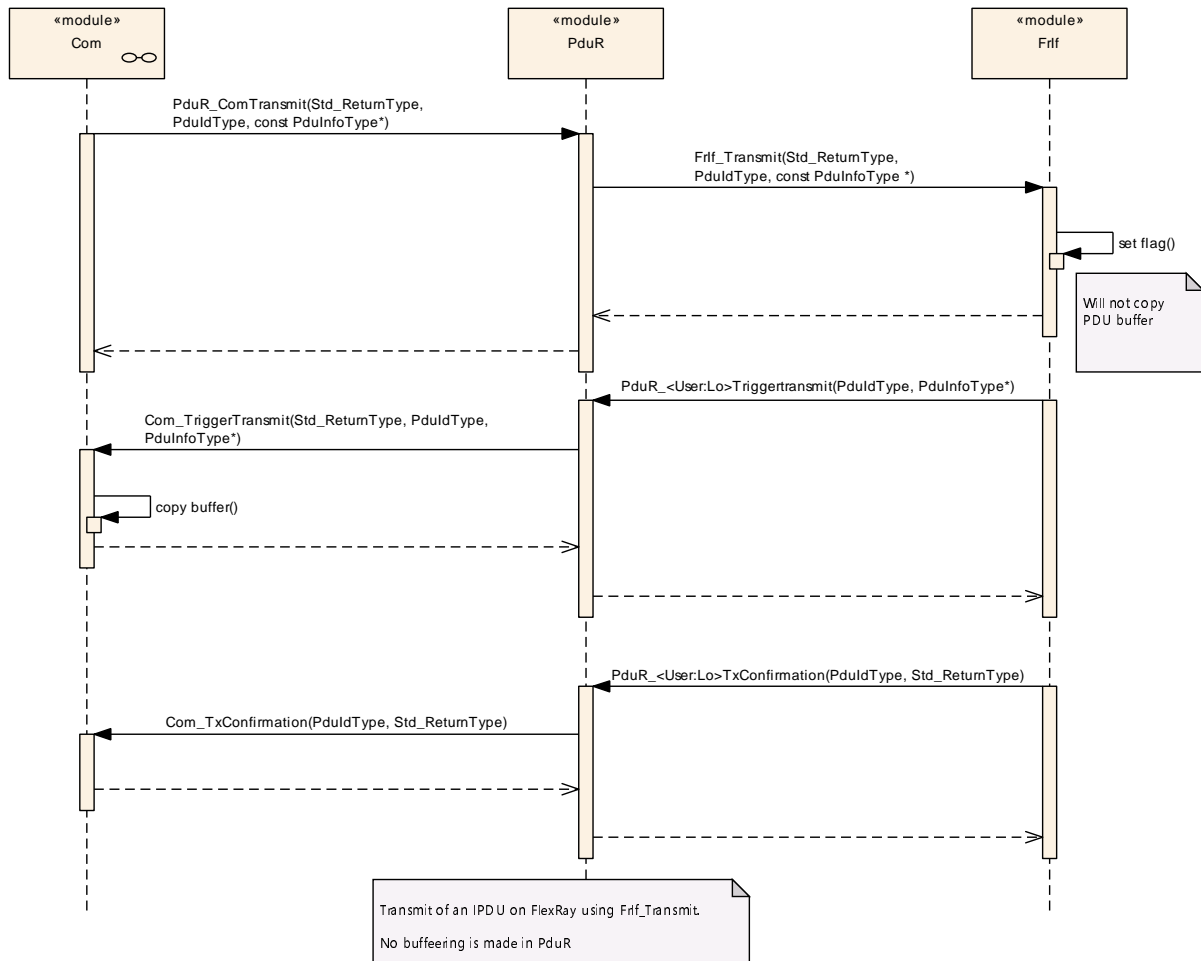 «module»
Com
«module»
PduR
«module»
FrIf
PduR_ComTransmit(Std_ReturnType,
PduIdType, const PduInfoType*)
FrIf_Transmit(Std_ReturnType,
PduIdType, const PduInfoType *)
set flag()
Will not copy
PDU buffer
PduR_<User:Lo>Triggertransmit(PduIdType, PduInfoType*)
Com_TriggerTransmit(Std_ReturnType, PduIdType,
PduInfoType*)
copy buffer()
PduR_<User:Lo>TxConfirmation(PduIdType, Std_ReturnType)
Com_TxConfirmation(PduIdType, Std_ReturnType)
Transmit of an IPDU on FlexRay using FrIf_Transmit.
No buffeering is made in PduR